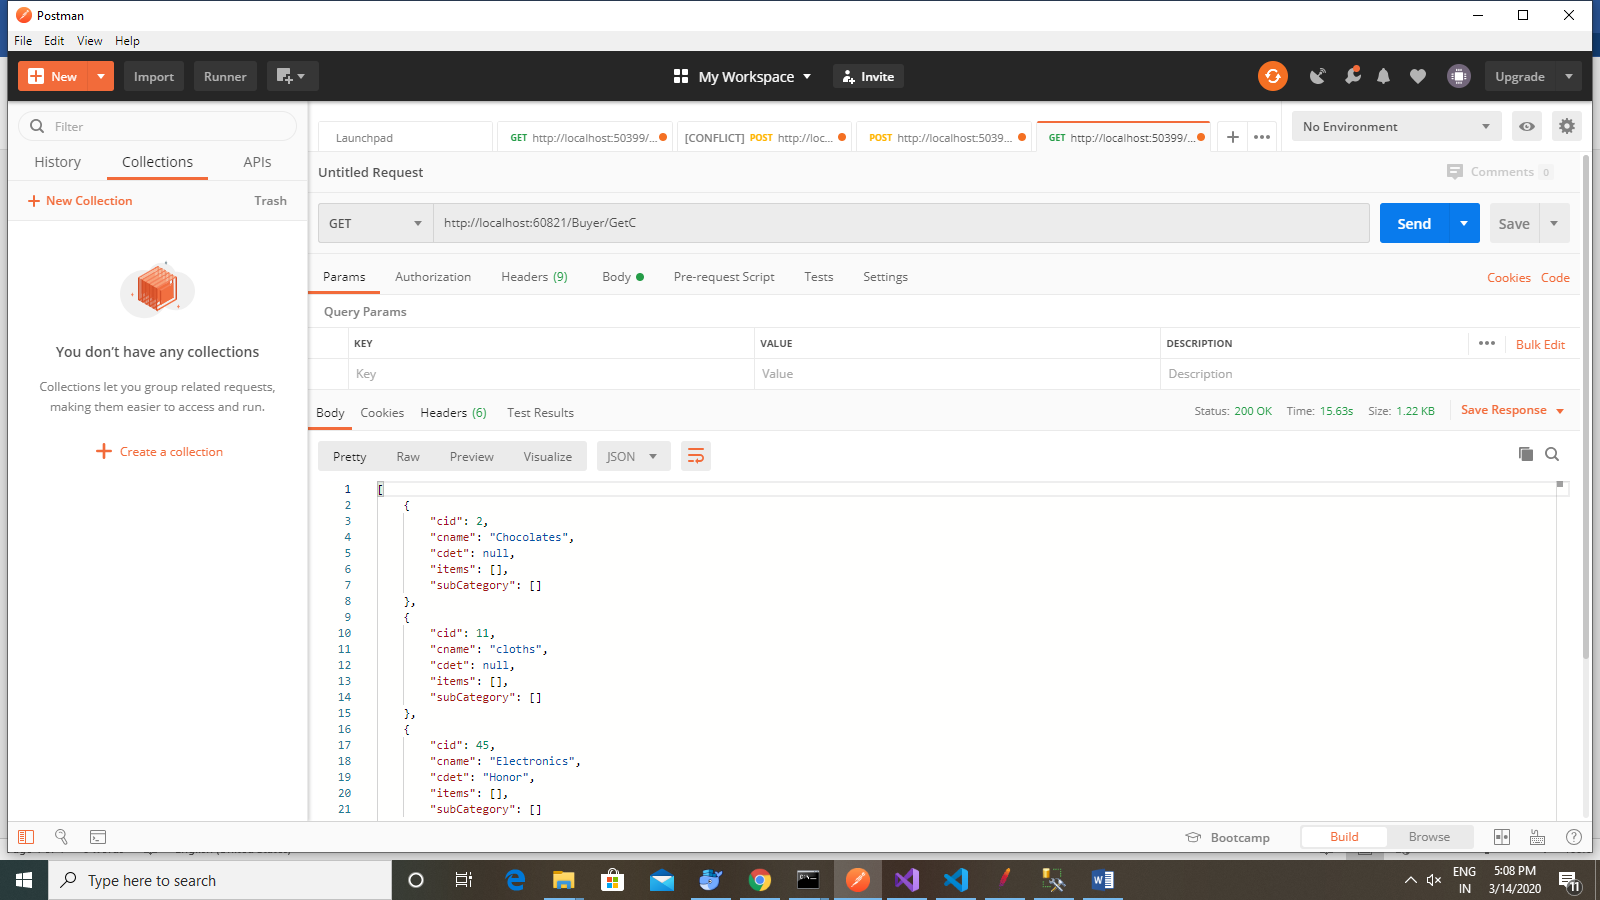 Postman
File Edit View Help
New Import Runner My Workspace Invite Upgrade
Filter
History Collections APIs
New Collection Trash
You don't have any collections
Collections let you group related requests,
making them easier to access and run.
Create a collection
Launchpad GET http://localhost:50399/... [CONFLICT] POST http://loc... POST http://localhost:5039... GET http://localhost:50399/... No Environment
Untitled Request Comments 0
GET http://localhost:60821/Buyer/GetC Send Save
Params Authorization Headers (9) Body Pre-request Script Tests Settings Cookies Code
Query Params
KEY VALUE DESCRIPTION Bulk Edit
Key Value Description
Body Cookies Headers (6) Test Results Status: 200 OK Time: 15.63s Size: 1.22 KB Save Response
Pretty Raw Preview Visualize JSON
1 [
2 {
3 "cid": 2,
4 "cname": "Chocolates",
5 "cdet": null,
6 "items": [],
7 "subCategory": []
8 },
9 {
10 "cid": 11,
11 "cname": "cloths",
12 "cdet": null,
13 "items": [],
14 "subCategory": []
15 },
16 {
17 "cid": 45,
18 "cname": "Electronics",
19 "cdet": "Honor",
20 "items": [],
21 "subCategory": []
Bootcamp Build Browse
Type here to search
ENG
IN
5:08 PM
3/14/2020
11